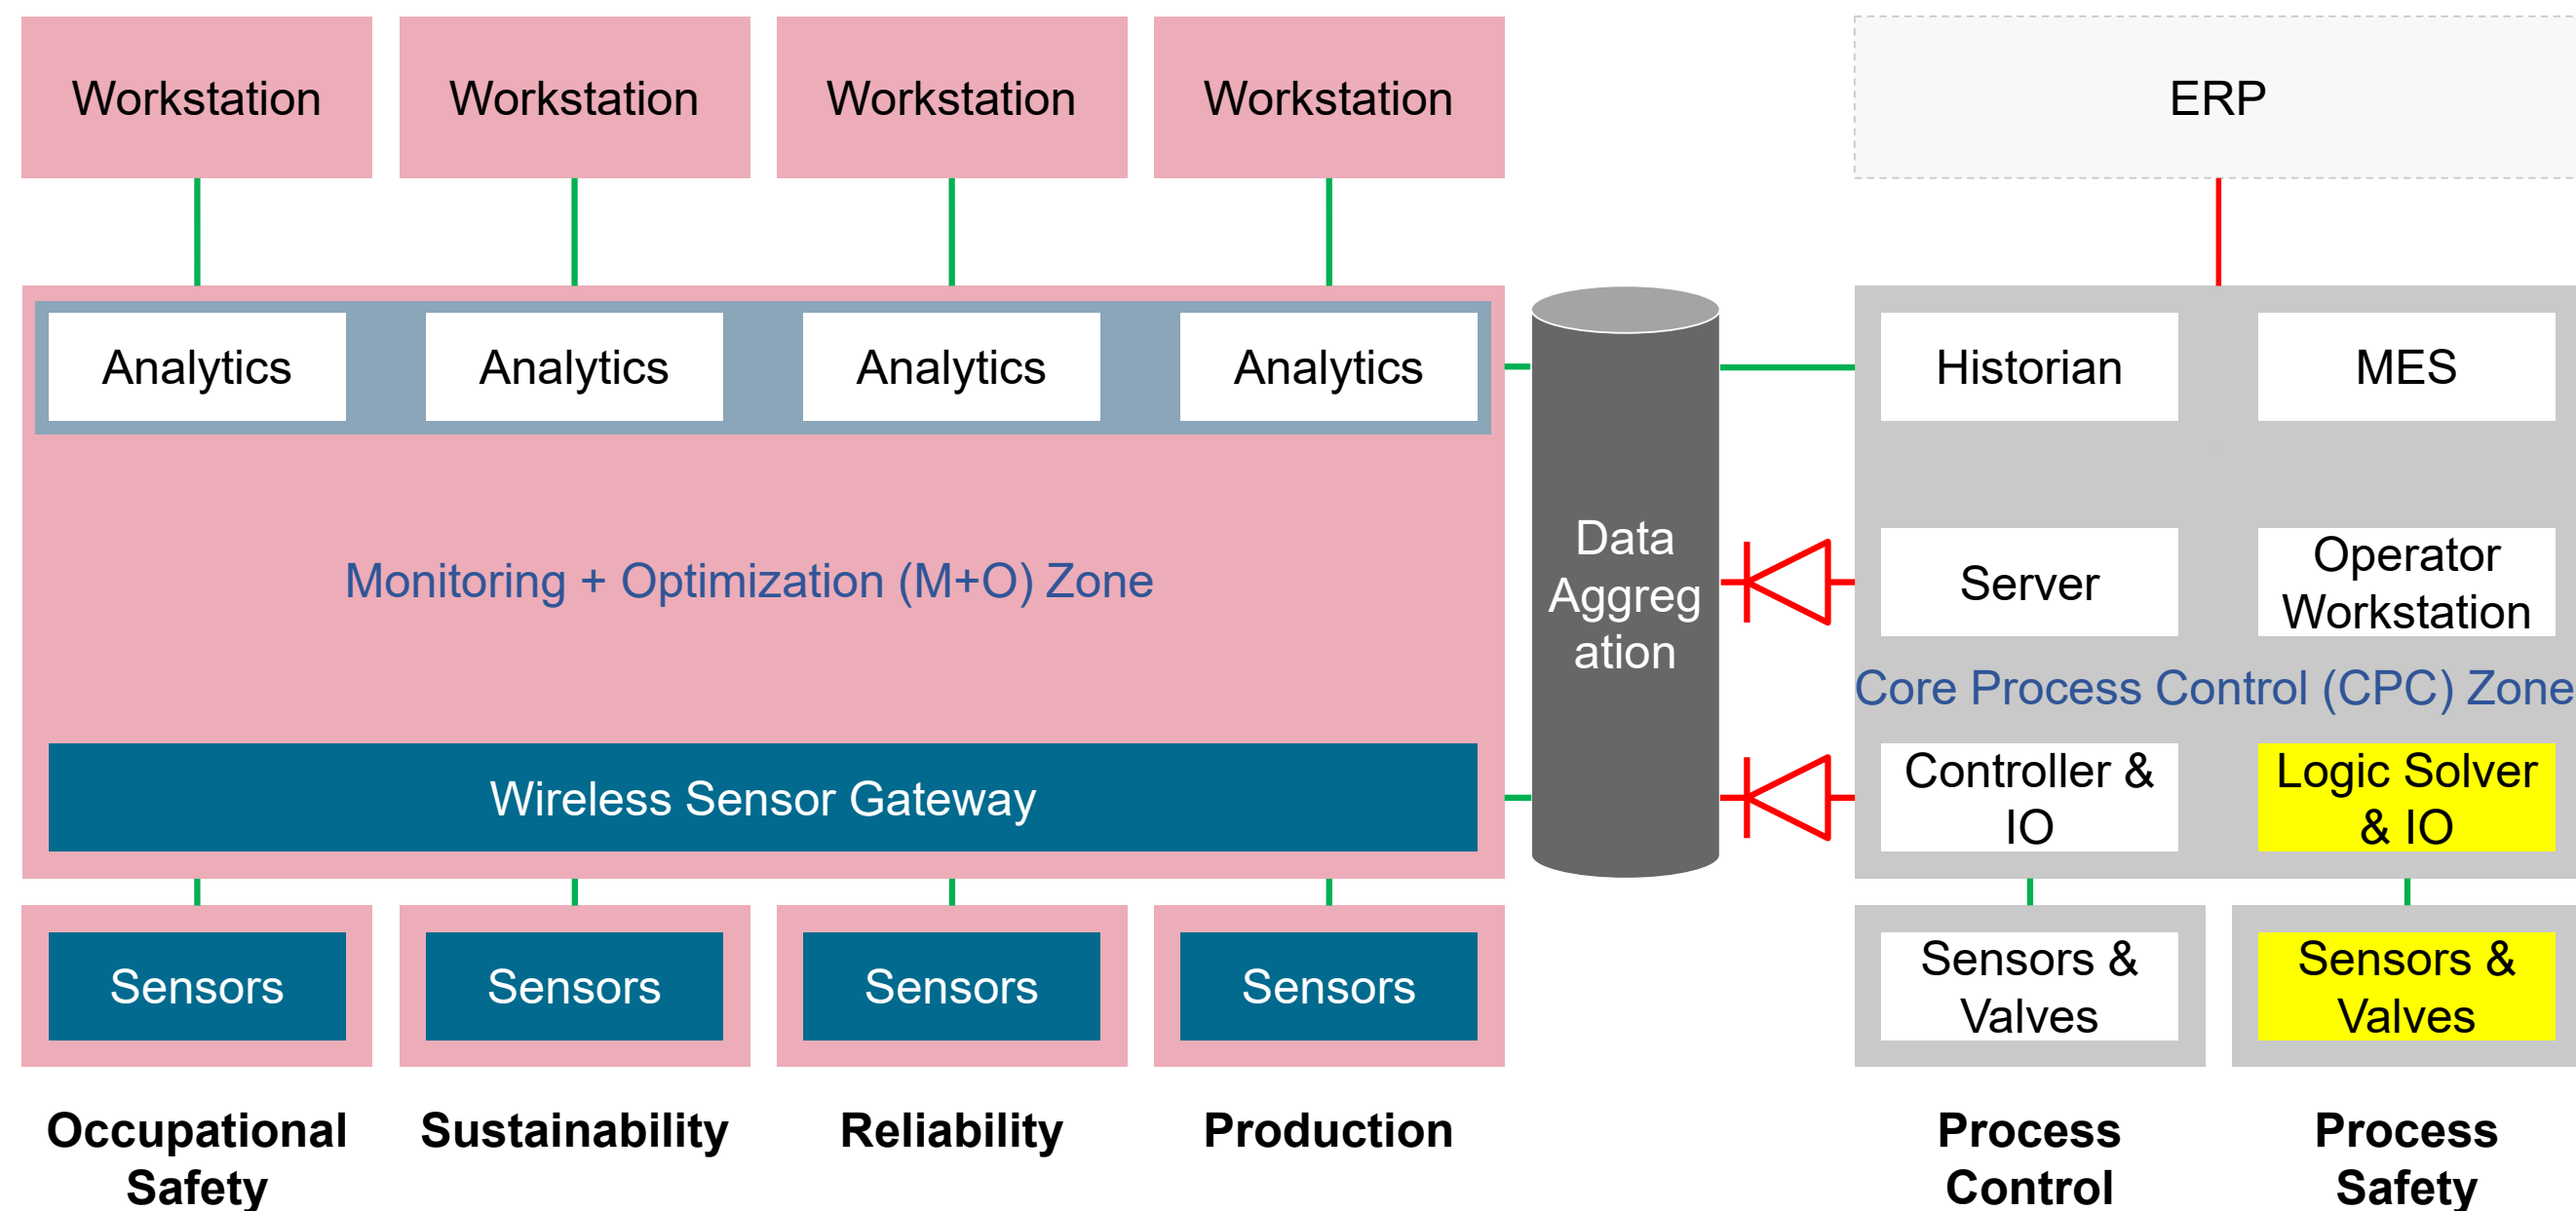 Workstation
Workstation
Workstation
Workstation
ERP
Analytics
Analytics
Analytics
Analytics
Historian
MES
Monitoring + Optimization (M+O) Zone
Data
Aggreg
ation
Server
Operator
Workstation
Core Process Control (CPC) Zone
Wireless Sensor Gateway
Controller &
IO
Logic Solver
& IO
Sensors
Sensors
Sensors
Sensors
Sensors &
Valves
Sensors &
Valves
Occupational
Safety
Sustainability
Reliability
Production
Process
Control
Process
Safety